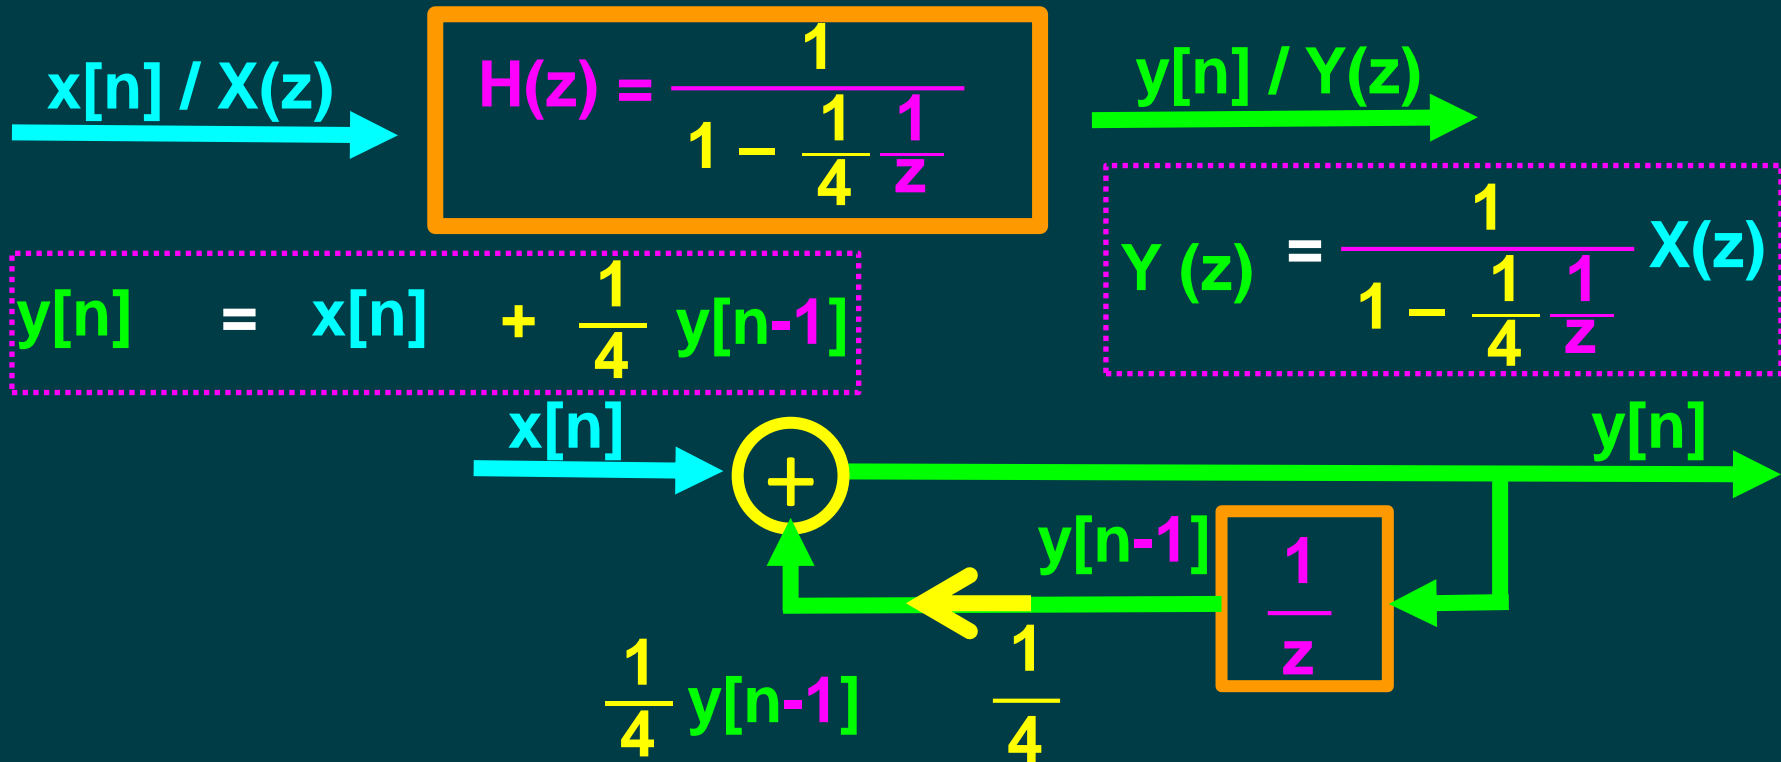 x[n] / X(z)
H(z) = 1 / (1 – 1/4 1/z)
y[n] / Y(z)
Y (z) = 1 / (1 – 1/4 1/z) X(z)
y[n] = x[n] + 1/4 y[n-1]
x[n]
+
y[n]
y[n-1]
1/z
1/4 y[n-1]
1/4